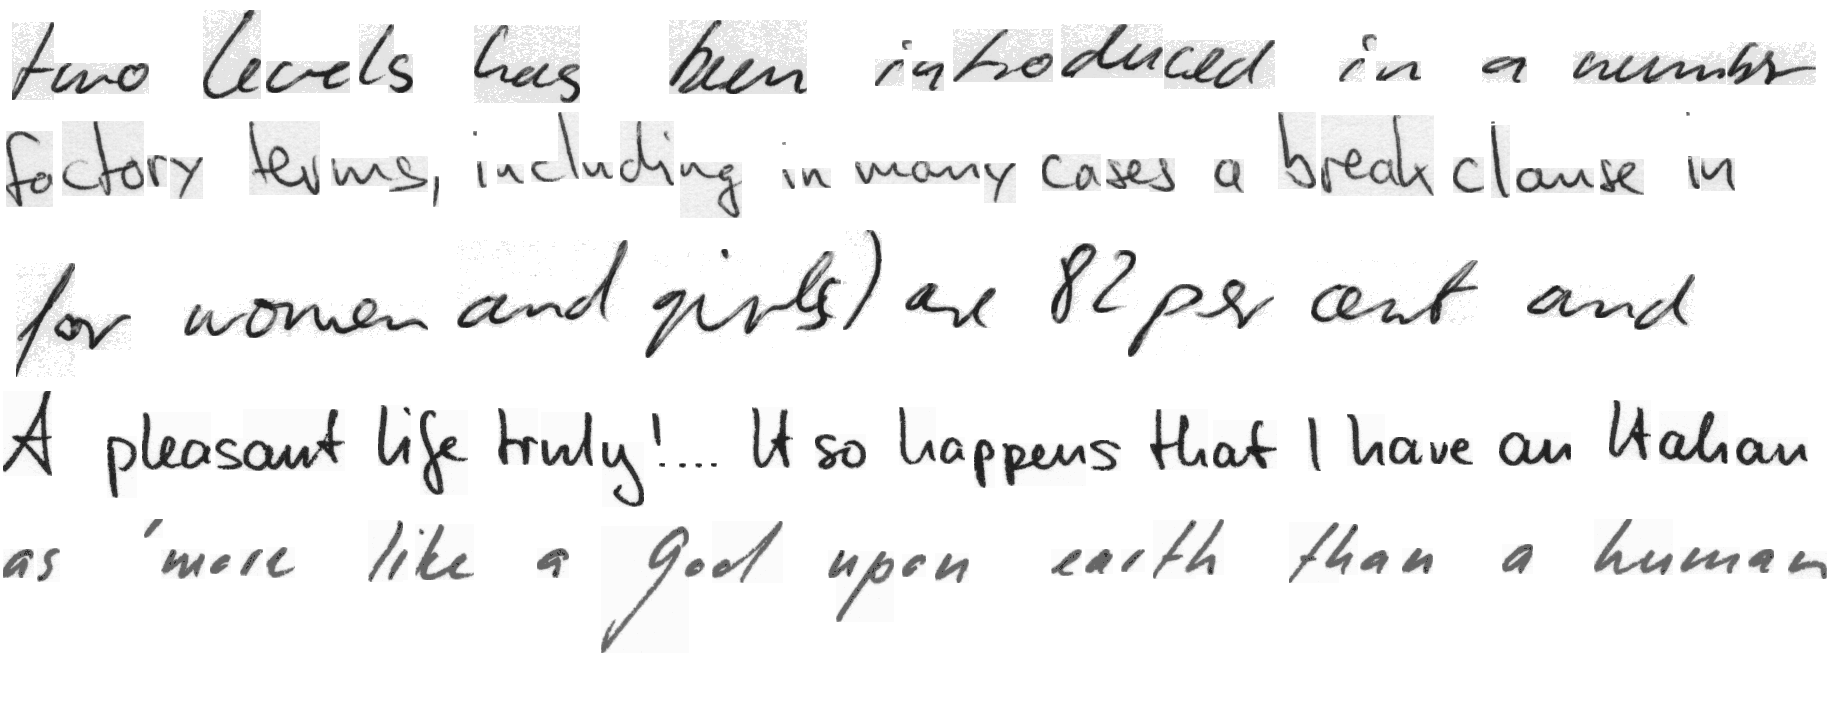 two levels has been introduced in a number
factory terms, including in many cases a break clause in
for women and girls) are 82 per cent and
A pleasant life truly!.... It so happens that I have an Italian
as 'more like a god upon earth than a human